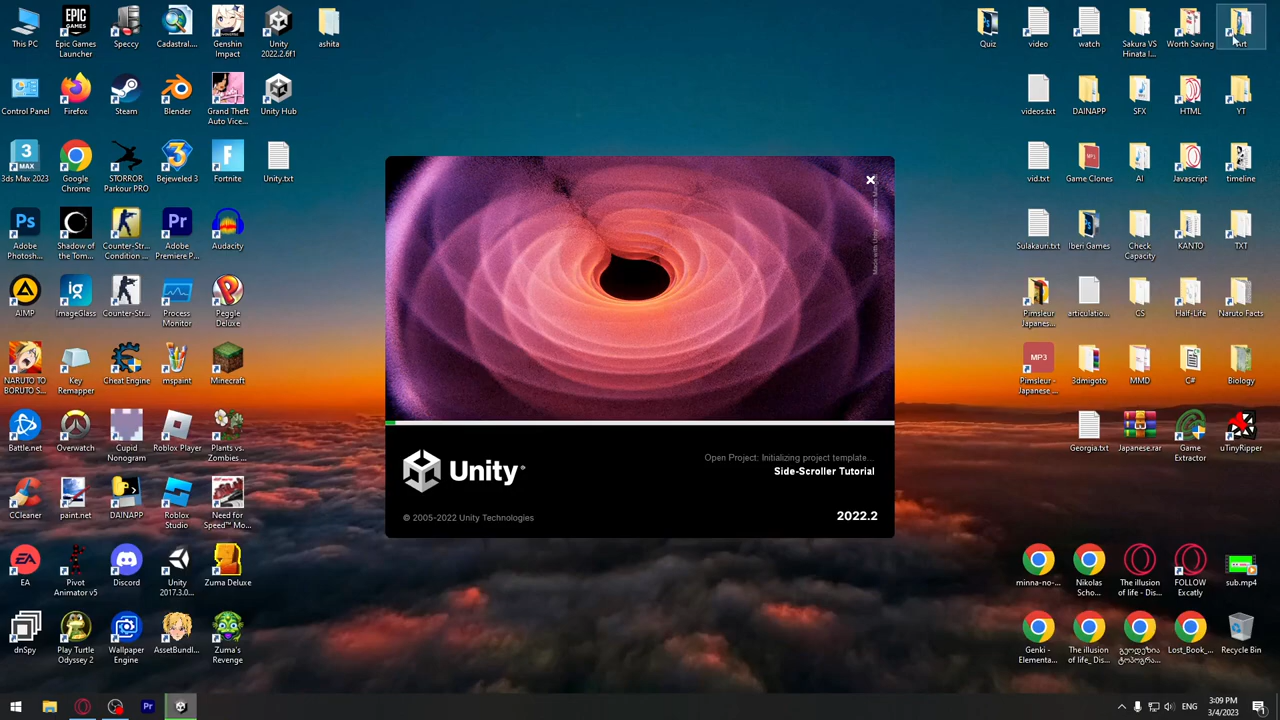 This PC
Epic Games
Launcher
Speccy
Cadastral....
Genshin
Impact
Unity
2022.2.6f1
ashita
Quiz
video
watch
Sakura VS
Hinata I...
Worth Saving
Art
Control Panel
Firefox
Steam
Blender
Grand Theft
Auto Vice...
Unity Hub
videos.txt
DAINAPP
SFX
HTML
YT
3ds Max 2023
Google
Chrome
STORROR
Parkour PRO
Bejeweled 3
Fortnite
Unity.txt
vid.txt
Game Clones
AI
Javascript
timeline
Adobe
Photosh...
Shadow of
the Tom...
Counter-Str...
Condition ...
Adobe
Premiere P...
Audacity
Sulakauri.txt
Iberi Games
Check
Capacity
KANTO
TXT
AIMP
ImageGlass
Counter-Str...
Process
Monitor
Peggle
Deluxe
Pimsleur
Japanes...
articulatio...
CS
Half-Life
Naruto Facts
NARUTO TO
BORUTO S...
Key
Remapper
Cheat Engine
mspaint
Minecraft
MP3
Pimsleur -
Japanese ...
3dmigoto
MMD
C#
Biology
Battle.net
Overwatch
Cupid
Nonogram
Roblox Player
Plants vs.
Zombies ...
Georgia.txt
Japanese.rar
Game
Extractor
uTinyRipper
CCleaner
paint.net
DAINAPP
Roblox
Studio
Need for
Speed™ Mo...
EA
Pivot
Animator v5
Discord
Unity
2017.3.0...
Zuma Deluxe
minna-no-...
Nikolas
Scho...
The illusion
of life - Dis...
FOLLOW
Excatly
sub.mp4
dnSpy
Play Turtle
Odyssey 2
Wallpaper
Engine
AssetBundl...
Zuma's
Revenge
Genki -
Elementa...
The illusion
of life_ Dis...
გეოდეზია
ტოპოგრა...
Lost_Book_...
Recycle Bin
Made with Unity
Unity®
Open Project: Initializing project template...
Side-Scroller Tutorial
© 2005-2022 Unity Technologies
2022.2
ENG
3:09 PM
3/4/2023